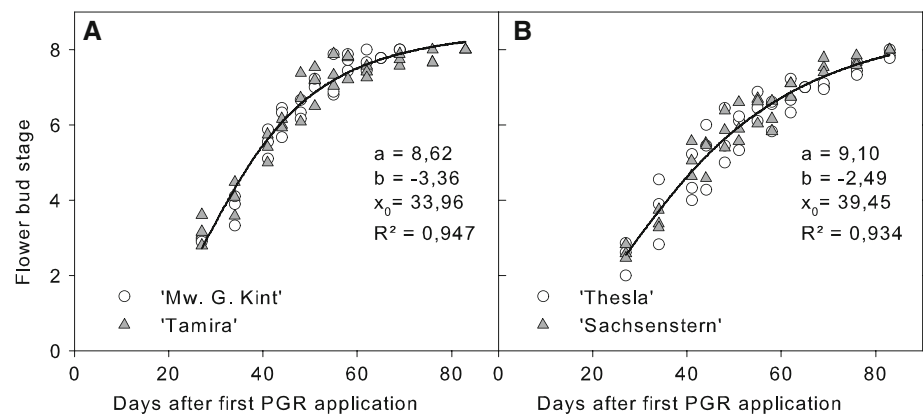 A
B
Flower bud stage
8
6
4
2
0
a = 8,62
b = -3,36
x₀= 33,96
R² = 0,947
'Mw. G. Kint'
'Tamira'
a = 9,10
b = -2,49
x₀= 39,45
R² = 0,934
'Thesla'
'Sachsenstern'
0 20 40 60 80 0 20 40 60 80
Days after first PGR application
Days after first PGR application